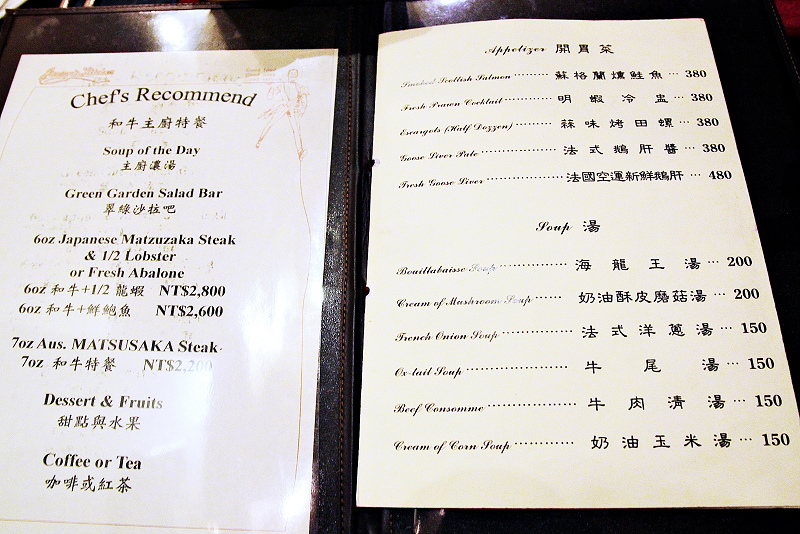 Chef's Recommend
和牛主廚特餐
Soup of the Day
主廚濃湯
Green Garden Salad Bar
翠綠沙拉吧
6oz Japanese Matzuzaka Steak
& 1/2 Lobster
or Fresh Abalone
6oz 和牛+1/2 龍蝦 NT$2,800
6oz 和牛+鮮鮑魚 NT$2,600
7oz Aus. MATSUSAKA Steak
7oz 和牛特餐 NT$2,200
Dessert & Fruits
甜點與水果
Coffee or Tea
咖啡或紅茶
Appetizer 開胃菜
Smoked Scottish Salmon ··········· 蘇格蘭燻鮭魚 ··· 380
Fresh Prawn Cocktail ··········· 明蝦冷盅 ··· 380
Escargots (Half Dozzen) ··········· 蒜味烤田螺 ··· 380
Goose Liver Pate ··········· 法式鵝肝醬 ··· 380
Fresh Goose Liver ··········· 法國空運新鮮鵝肝 ··· 480
Soup 湯
Bouillabaisse Soup ··········· 海龍王湯 ··· 200
Cream of Mushroom Soup ······ 奶油酥皮蘑菇湯 ··· 200
French Onion Soup ··········· 法式洋蔥湯 ··· 150
Ox-tail Soup ··········· 牛尾湯 ··· 150
Beef Consomme ··········· 牛肉清湯 ··· 150
Cream of Corn Soup ··········· 奶油玉米湯 ··· 150